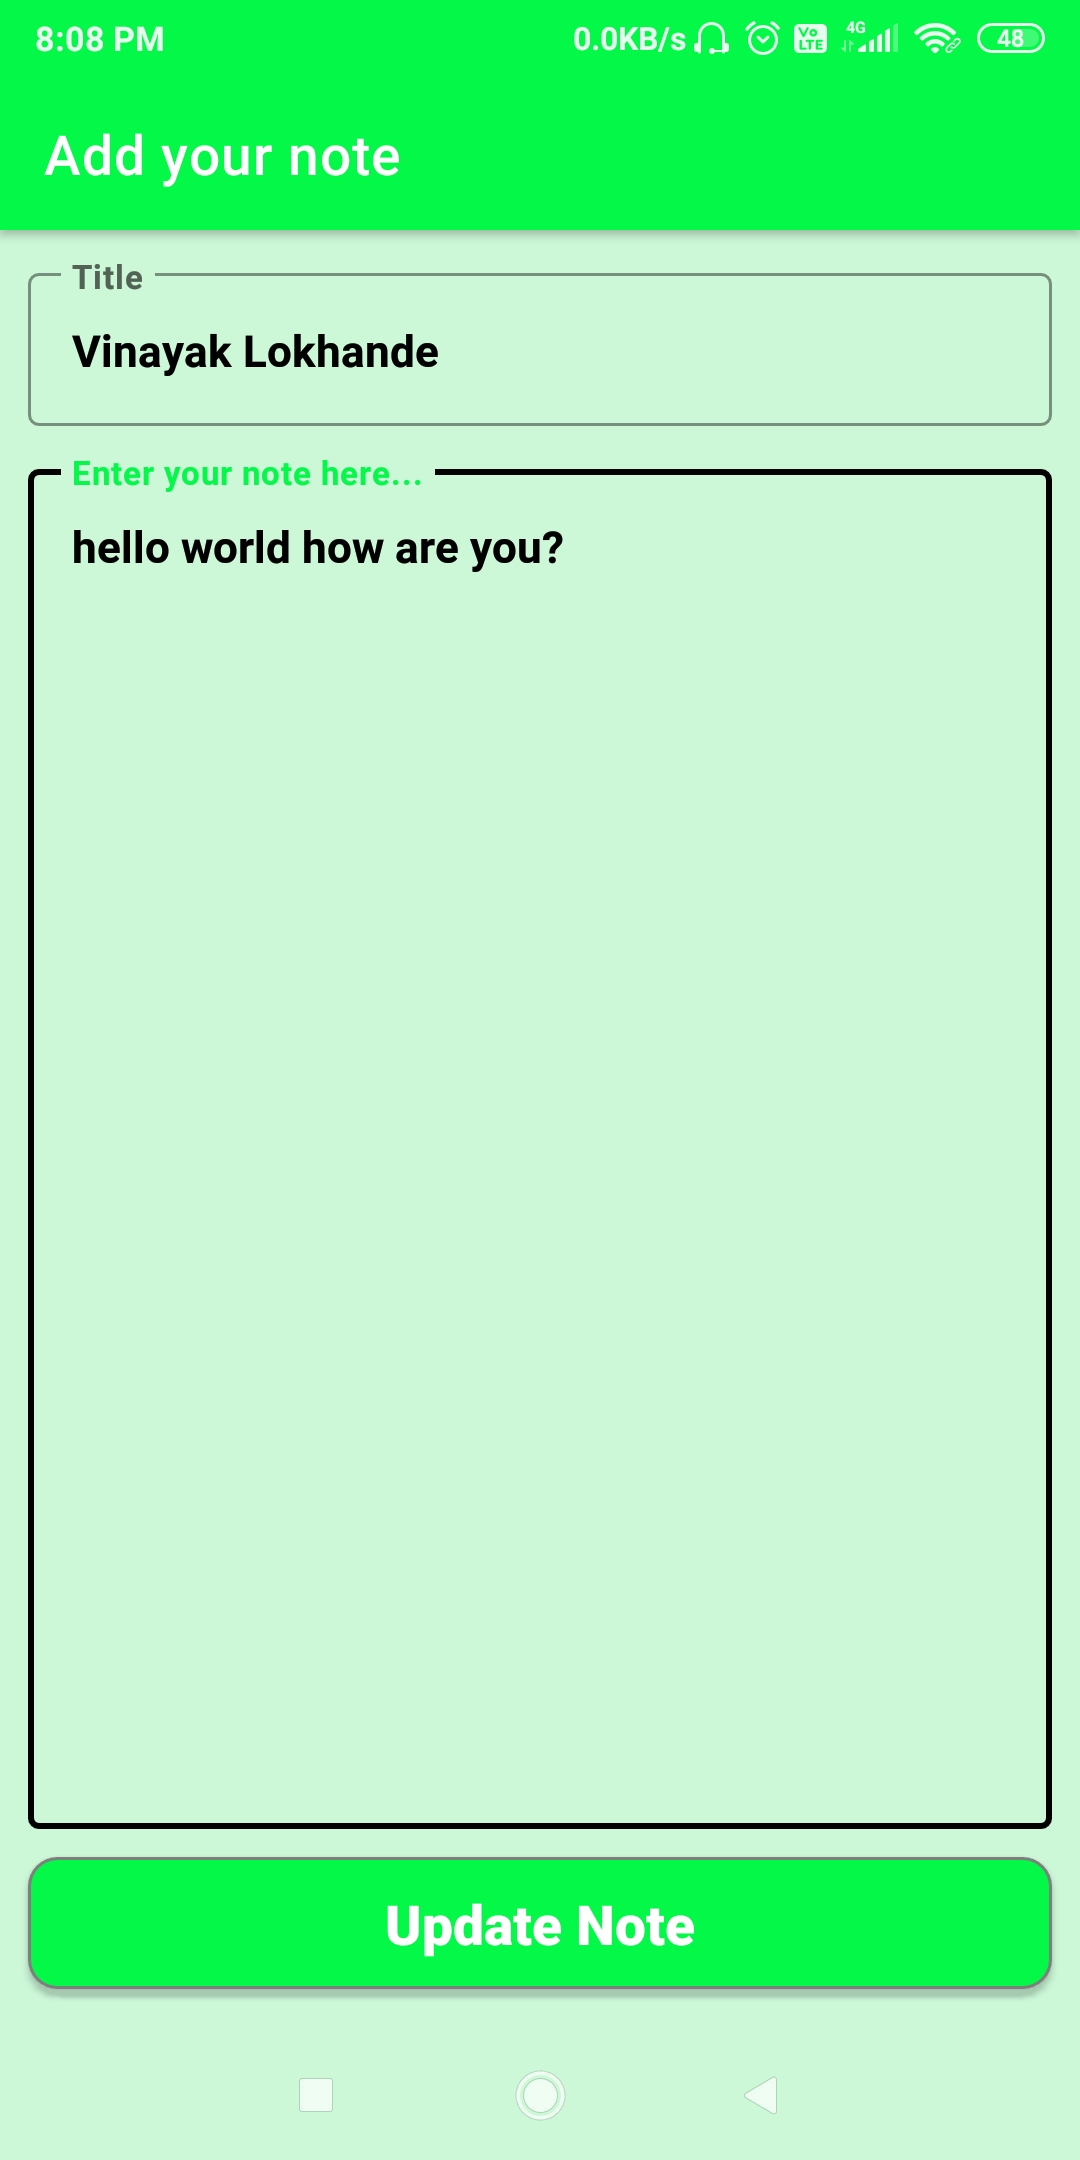 8:08 PM 0.0KB/s Vo LTE 4G 48
Add your note
Title
Vinayak Lokhande
Enter your note here...
hello world how are you?
Update Note